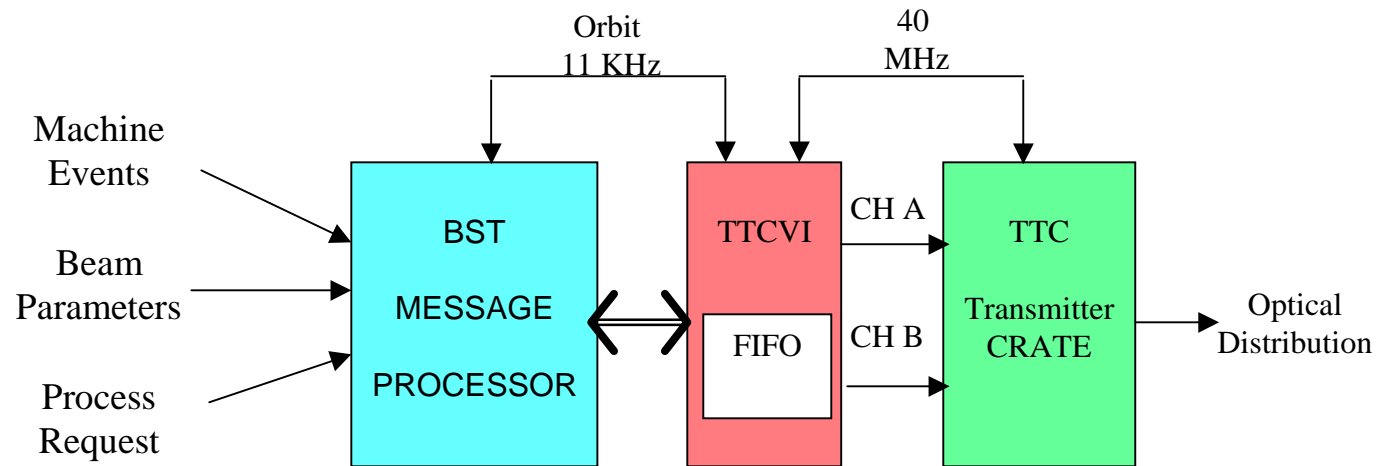 Orbit
11 KHz
40
MHz
Machine
Events
Beam
Parameters
Process
Request
BST
MESSAGE
PROCESSOR
TTCVI
FIFO
CH A
CH B
TTC
Transmitter
CRATE
Optical
Distribution